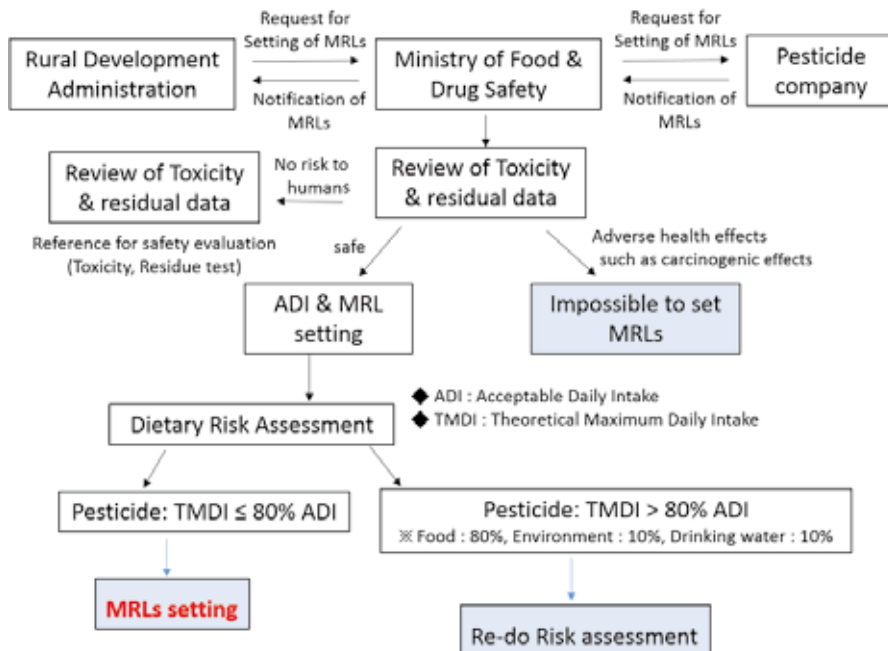 Request for
Setting of MRLs
Request for
Setting of MRLs
Rural Development
Administration
Ministry of Food &
Drug Safety
Pesticide
company
Notification of
MRLs
Notification of
MRLs
Review of Toxicity
& residual data
No risk to
humans
Review of Toxicity
& residual data
Reference for safety evaluation
(Toxicity, Residue test)
safe
Adverse health effects
such as carcinogenic effects
ADI & MRL
setting
Impossible to set
MRLs
◆ ADI : Acceptable Daily Intake
◆ TMDI : Theoretical Maximum Daily Intake
Dietary Risk Assessment
Pesticide: TMDI ≤ 80% ADI
Pesticide: TMDI > 80% ADI
※ Food : 80%, Environment : 10%, Drinking water : 10%
MRLs setting
Re-do Risk assessment